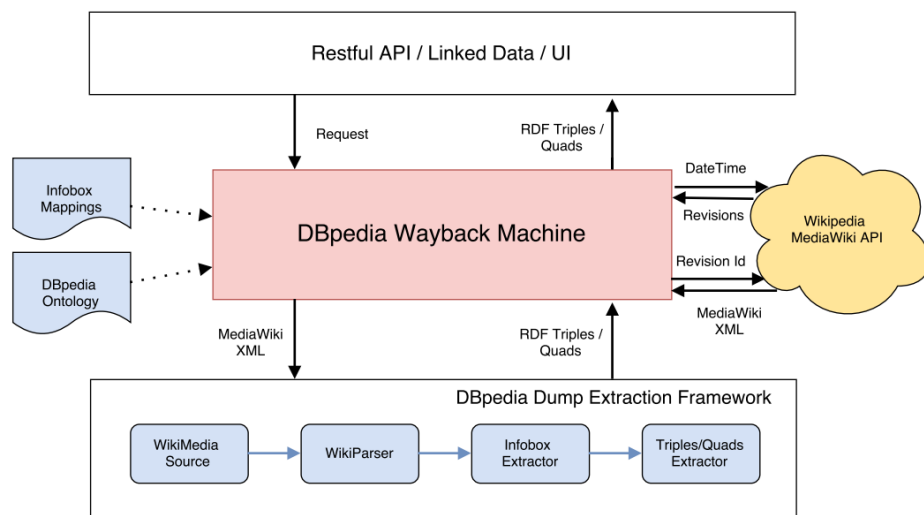 Restful API / Linked Data / UI
Request
RDF Triples /
Quads
DateTime
Infobox
Mappings
DBpedia Wayback Machine
Revisions
Wikipedia
MediaWiki API
DBpedia
Ontology
Revision Id
MediaWiki
XML
MediaWiki
XML
RDF Triples /
Quads
DBpedia Dump Extraction Framework
WikiMedia
Source
WikiParser
Infobox
Extractor
Triples/Quads
Extractor